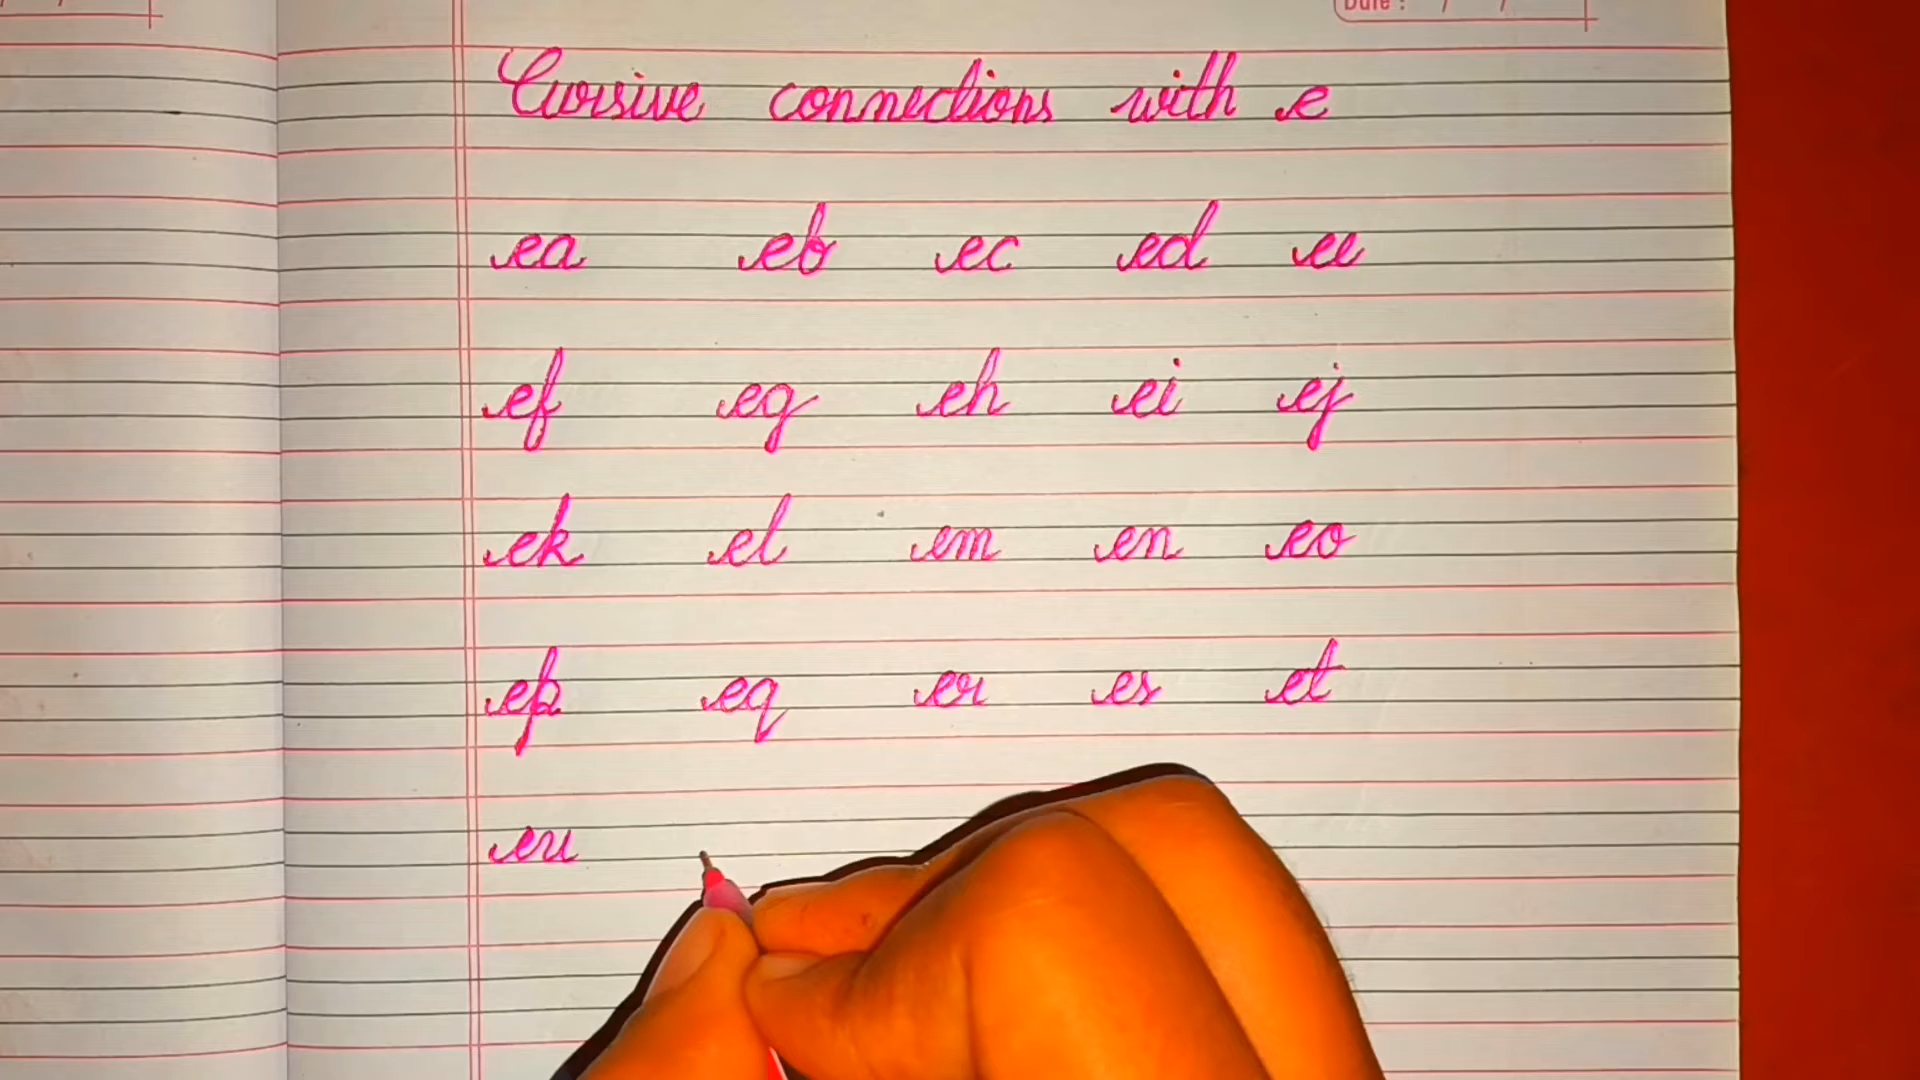 Date : / /
Cursive connections with e
ea eb ec ed ee
ef eg eh ei ej
ek el em en eo
ep eq er es et
eu